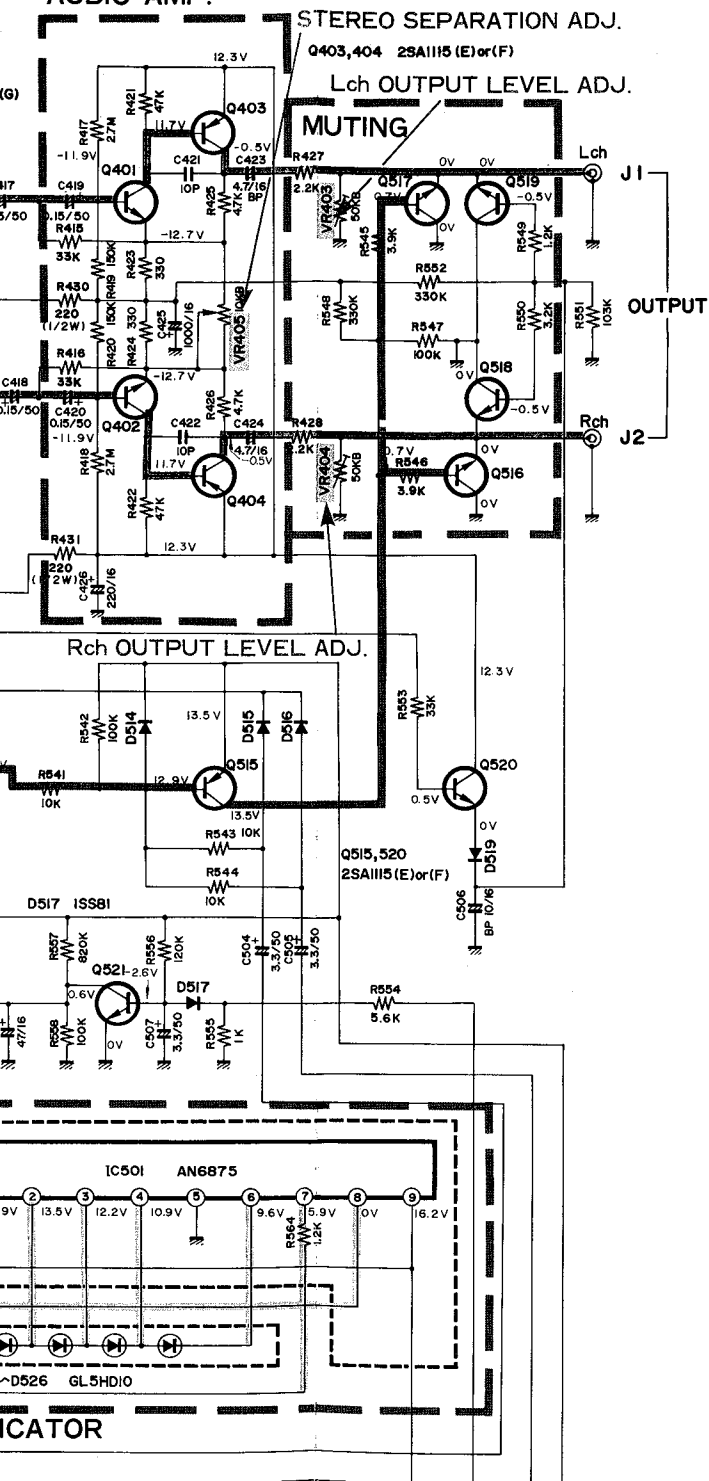 AUDIO AMP.
STEREO SEPARATION ADJ.
Q403,404 2SA1115(E)or(F)
Lch OUTPUT LEVEL ADJ.
(G)
12.3V
R421
47K
Q403
MUTING
R417
2.7M
11.7V
-0.5V
-11.9V
Q401
C421
10P
C423
4.7/16
BP
R427
2.2K
0V
0V
Lch
J1
Q517
Q519
C419
0.15/50
R425
4.7K
VR403
50KB
-0.5V
R415
33K
-12.7V
R545
3.9K
0V
R549
1.2K
R419
150K
R423
330
R552
330K
R430
220
(1/2W)
R420
150K
R424
330
C425
1000/16
VR405
10KB
R548
330K
R547
100K
R550
3.2K
R551
103K
OUTPUT
R416
33K
-12.7V
0V
Q518
C418
0.15/50
C420
0.15/50
-11.9V
Q402
R426
4.7K
-0.5V
C422
10P
C424
4.7/16
-0.5V
R428
2.2K
0V
Rch
J2
R418
2.7M
11.7V
Q404
VR404
50KB
0.7V
R546
3.9K
Q516
R422
47K
0V
R431
220
(1/2W)
12.3V
C426
220/16
Rch OUTPUT LEVEL ADJ.
12.3V
R542
100K
D514
13.5V
D515
D516
R553
33K
Q515
Q520
R541
10K
12.9V
13.5V
0.5V
0V
R543
10K
D519
Q515,520
2SA1115(E)or(F)
R544
10K
C506
BP 10/16
D517 1SS81
R557
820K
R556
120K
C504
3.3/50
C505
3.3/50
Q521
-2.6V
0.6V
D517
R554
5.6K
47/16
R558
100K
0V
C507
3.3/50
R555
1K
IC501 AN6875
2 3 4 5 6 7 8 9
13.5V 12.2V 10.9V 9.6V 5.9V 0V 16.2V
R564
1.2K
~D526 GL5HD10
ICATOR